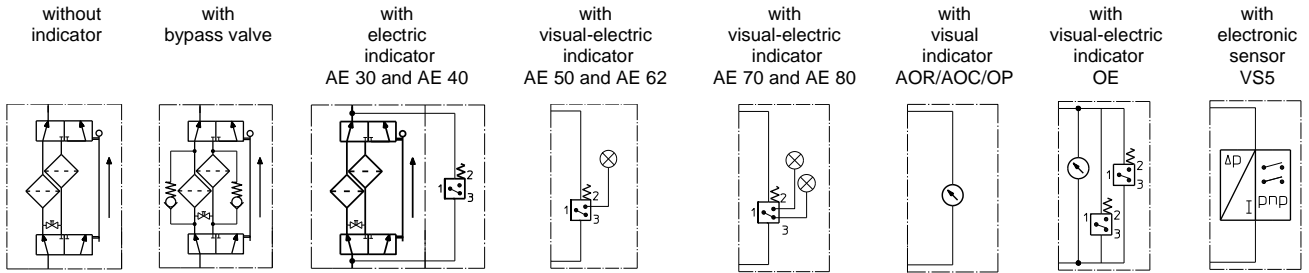 without
indicator
with
bypass valve
with
electric
indicator
AE 30 and AE 40
with
visual-electric
indicator
AE 50 and AE 62
with
visual-electric
indicator
AE 70 and AE 80
with
visual
indicator
AOR/AOC/OP
with
visual-electric
indicator
OE
with
electronic
sensor
VS5
1
2
3
1
2
3
1
2
3
1
2
3
1
2
3
Δp
I
pnp